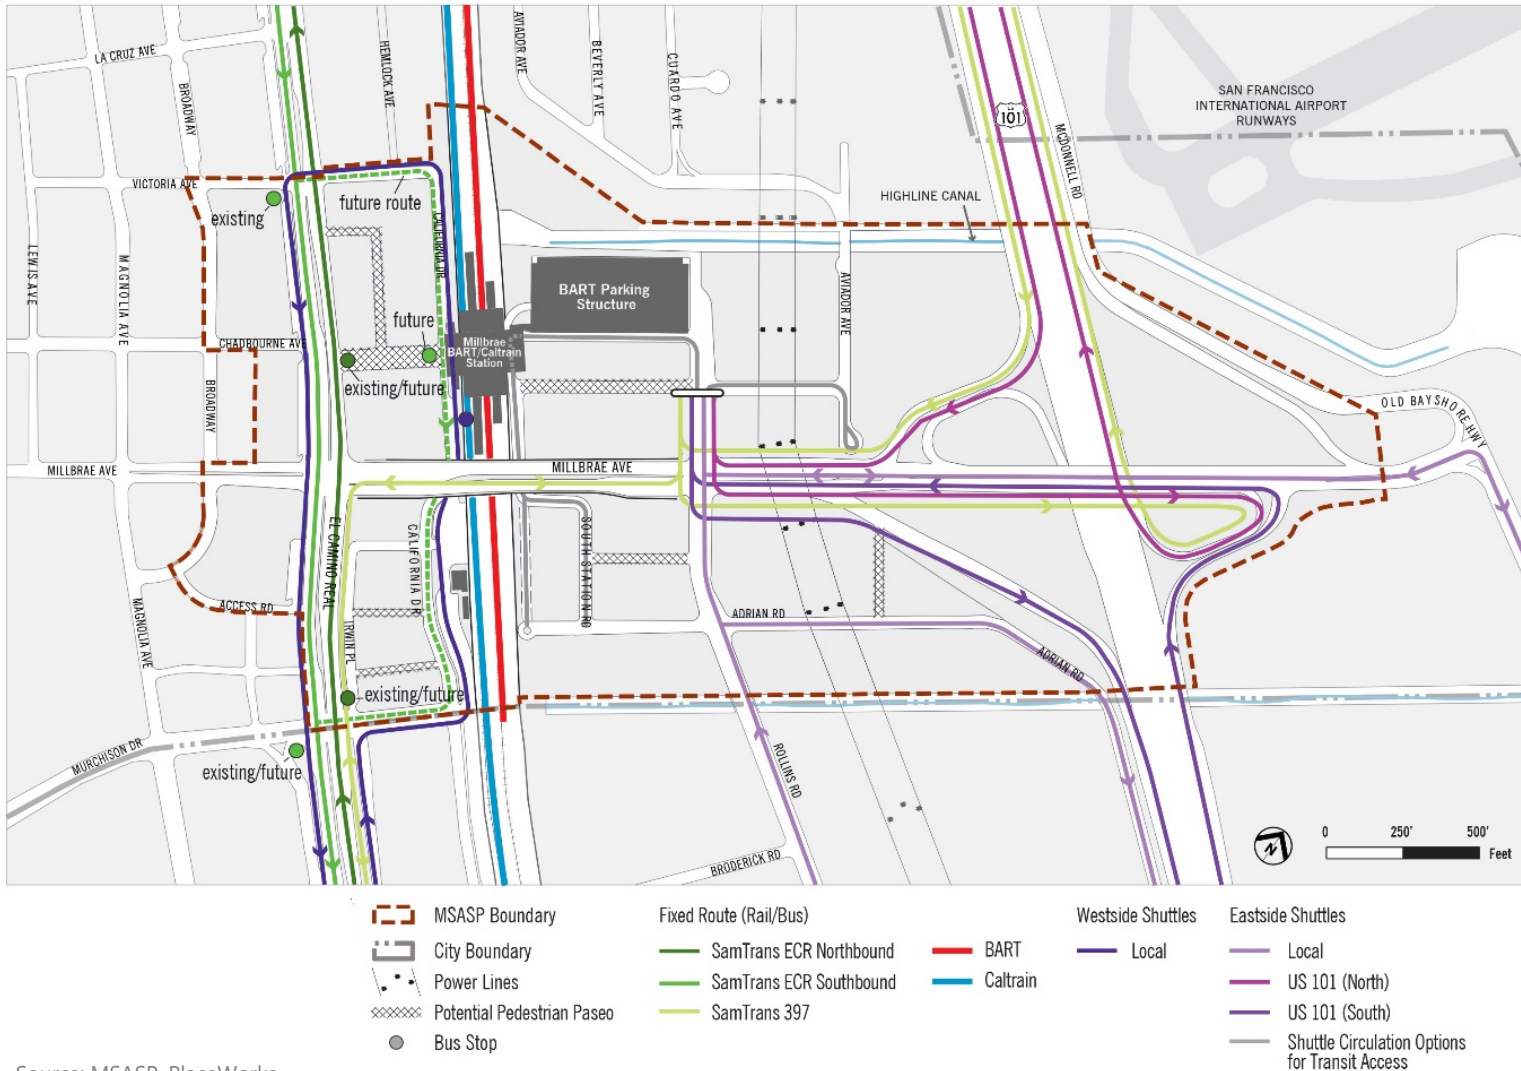 LA CRUZ AVE
BROADWAY
HEMLOCK AVE
AVIADOR AVE
BEVERLY AVE
CUARDO AVE
US
101
MCDONNELL RD
SAN FRANCISCO
INTERNATIONAL AIRPORT
RUNWAYS
VICTORIA AVE
existing
future route
HIGHLINE CANAL
LEWIS AVE
MAGNOLIA AVE
CALIFORNIA DR
AVIADOR AVE
BART Parking
Structure
future
CHADBOURNE AVE
Millbrae
BART/Caltrain
Station
existing/future
BROADWAY
OLD BAYSHORE HWY
MILLBRAE AVE
MILLBRAE AVE
EL CAMINO REAL
CALIFORNIA DR
SOUTH STATION RD
ACCESS RD
MAGNOLIA AVE
IRWIN PL
ADRIAN RD
ADRIAN RD
existing/future
MURCHISON DR
existing/future
ROLLINS RD
BRODERICK RD
N
0 250' 500'
Feet
MSASP Boundary
City Boundary
Power Lines
Potential Pedestrian Paseo
Bus Stop
Fixed Route (Rail/Bus)
SamTrans ECR Northbound
SamTrans ECR Southbound
SamTrans 397
BART
Caltrain
Westside Shuttles
Local
Eastside Shuttles
Local
US 101 (North)
US 101 (South)
Shuttle Circulation Options
for Transit Access
Source: MSASP, PlaceWorks